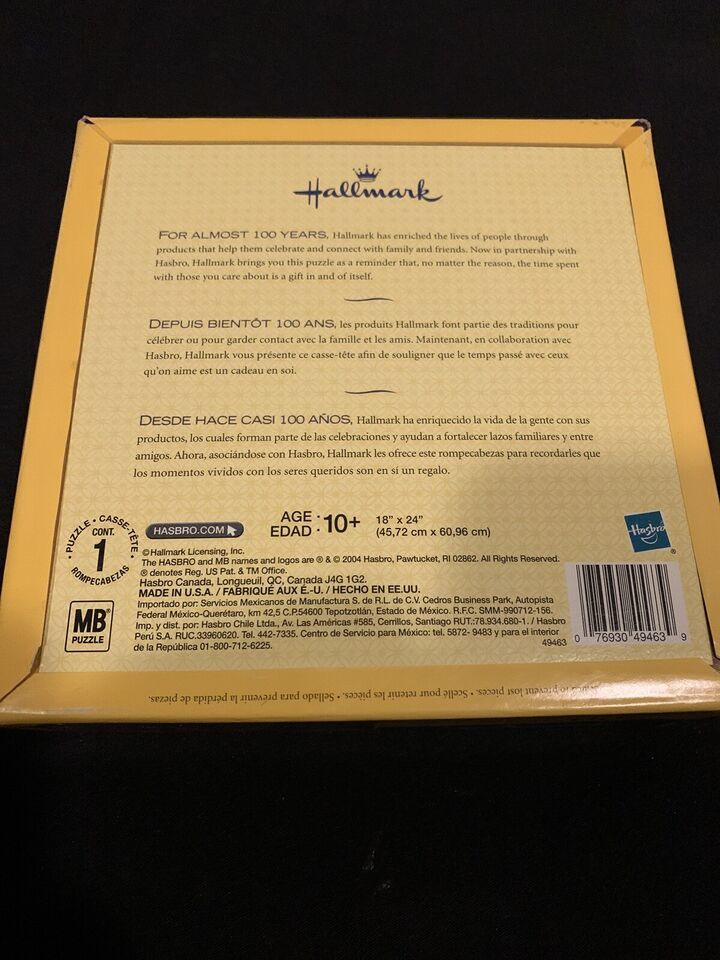 Hallmark
FOR ALMOST 100 YEARS, Hallmark has enriched the lives of people through
products that help them celebrate and connect with family and friends. Now in partnership with
Hasbro, Hallmark brings you this puzzle as a reminder that, no matter the reason, the time spent
with those you care about is a gift in and of itself.
DEPUIS BIENTÔT 100 ANS, les produits Hallmark font partie des traditions pour
célébrer ou pour garder contact avec la famille et les amis. Maintenant, en collaboration avec
Hasbro, Hallmark vous présente ce casse-tête afin de souligner que le temps passé avec ceux
qu'on aime est un cadeau en soi.
DESDE HACE CASI 100 AÑOS, Hallmark ha enriquecido la vida de la gente con sus
productos, los cuales forman parte de las celebraciones y ayudan a fortalecer lazos familiares y entre
amigos. Ahora, asociándose con Hasbro, Hallmark les ofrece este rompecabezas para recordarles que
los momentos vividos con los seres queridos son en sí un regalo.
• PUZZLE • CASSE-TÊTE •
CONT.
1
ROMPECABEZAS
HASBRO.COM
AGE
EDAD : 10+
18" x 24"
(45,72 cm x 60,96 cm)
Hasbro
®
©Hallmark Licensing, Inc.
The HASBRO and MB names and logos are ® & © 2004 Hasbro, Pawtucket, RI 02862. All Rights Reserved.
® denotes Reg. US Pat. & TM Office.
Hasbro Canada, Longueuil, QC, Canada J4G 1G2.
MADE IN U.S.A. / FABRIQUÉ AUX É.-U. / HECHO EN EE.UU.
Importado por: Servicios Mexicanos de Manufactura S. de R.L. de C.V. Cedros Business Park, Autopista
Federal México-Querétaro, km 42,5 C.P.54600 Tepotzotlán, Estado de México. R.F.C. SMM-990712-156.
Imp. y dist. por: Hasbro Chile Ltda., Av. Las Américas #585, Cerrillos, Santiago RUT.:78.934.680-1. / Hasbro
Perú S.A. RUC.33960620. Tel. 442-7335. Centro de Servicio para México: tel. 5872- 9483 y para el interior
de la República 01-800-712-6225.
MB
PUZZLE
49463
0 76930 49463 9
to prevent lost pieces. • Scellé pour retenir les pièces. • Sellado para prevenir la pérdida de piezas.